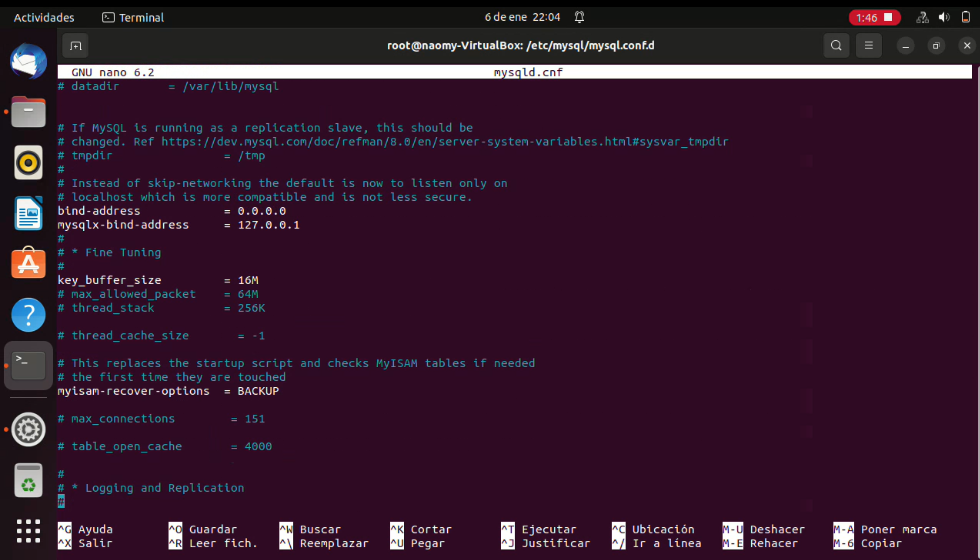 Actividades Terminal 6 de ene 22:04 1:46
root@naomy-VirtualBox: /etc/mysql/mysql.conf.d
GNU nano 6.2 mysqld.cnf
# datadir = /var/lib/mysql
# If MySQL is running as a replication slave, this should be
# changed. Ref https://dev.mysql.com/doc/refman/8.0/en/server-system-variables.html#sysvar_tmpdir
# tmpdir = /tmp
#
# Instead of skip-networking the default is now to listen only on
# localhost which is more compatible and is not less secure.
bind-address = 0.0.0.0
mysqlx-bind-address = 127.0.0.1
#
# * Fine Tuning
#
key_buffer_size = 16M
# max_allowed_packet = 64M
# thread_stack = 256K
# thread_cache_size = -1
# This replaces the startup script and checks MyISAM tables if needed
# the first time they are touched
myisam-recover-options = BACKUP
# max_connections = 151
# table_open_cache = 4000
#
# * Logging and Replication
#
^G Ayuda ^O Guardar ^W Buscar ^K Cortar ^T Ejecutar ^C Ubicación M-U Deshacer M-A Poner marca
^X Salir ^R Leer fich. ^\ Reemplazar ^U Pegar ^J Justificar ^/ Ir a línea M-E Rehacer M-6 Copiar